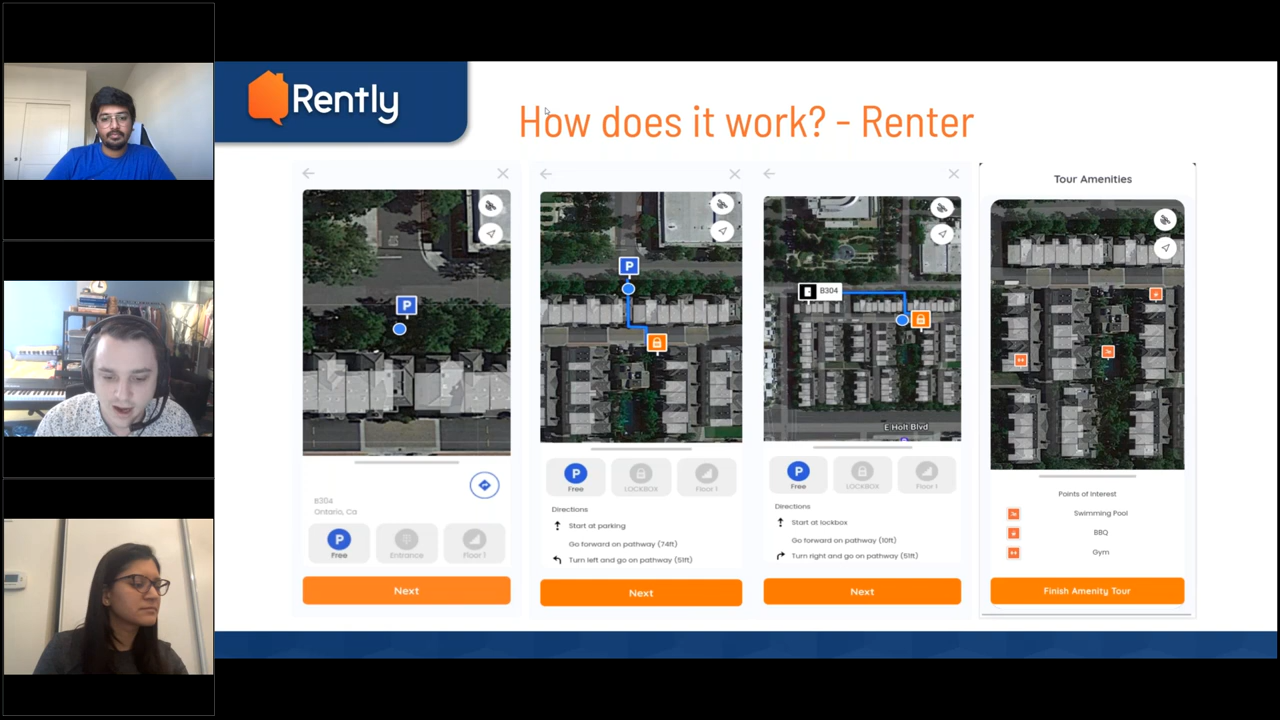 Rently
How does it work? - Renter
P
B304
Ontario, Ca
P
Free
Entrance
Floor 1
Next
P
P
Free
LOCKBOX
Floor 1
Directions
Start at parking
Go forward on pathway (74ft)
Turn left and go on pathway (51ft)
Next
B304
E Holt Blvd
P
Free
LOCKBOX
Floor 1
Directions
Start at lockbox
Go forward on pathway (10ft)
Turn right and go on pathway (51ft)
Next
Tour Amenities
Points of interest
Swimming Pool
BBQ
Gym
Finish Amenity Tour